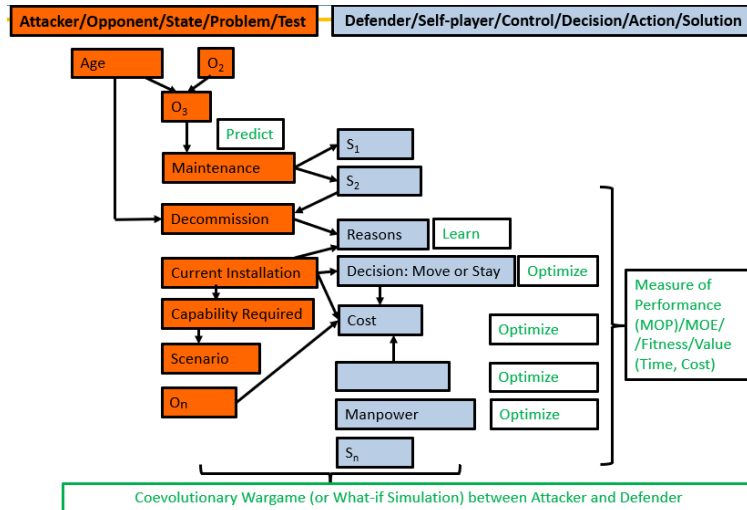 Attacker/Opponent/State/Problem/Test
Defender/Self-player/Control/Decision/Action/Solution
Age
O₂
O₃
Predict
Maintenance
S₁
S₂
Decommission
Reasons
Learn
Current Installation
Decision: Move or Stay
Optimize
Capability Required
Cost
Optimize
Scenario
Optimize
Oₙ
Manpower
Optimize
Sₙ
Measure of
Performance
(MOP)/MOE/
/Fitness/Value
(Time, Cost)
Coevolutionary Wargame (or What-if Simulation) between Attacker and Defender